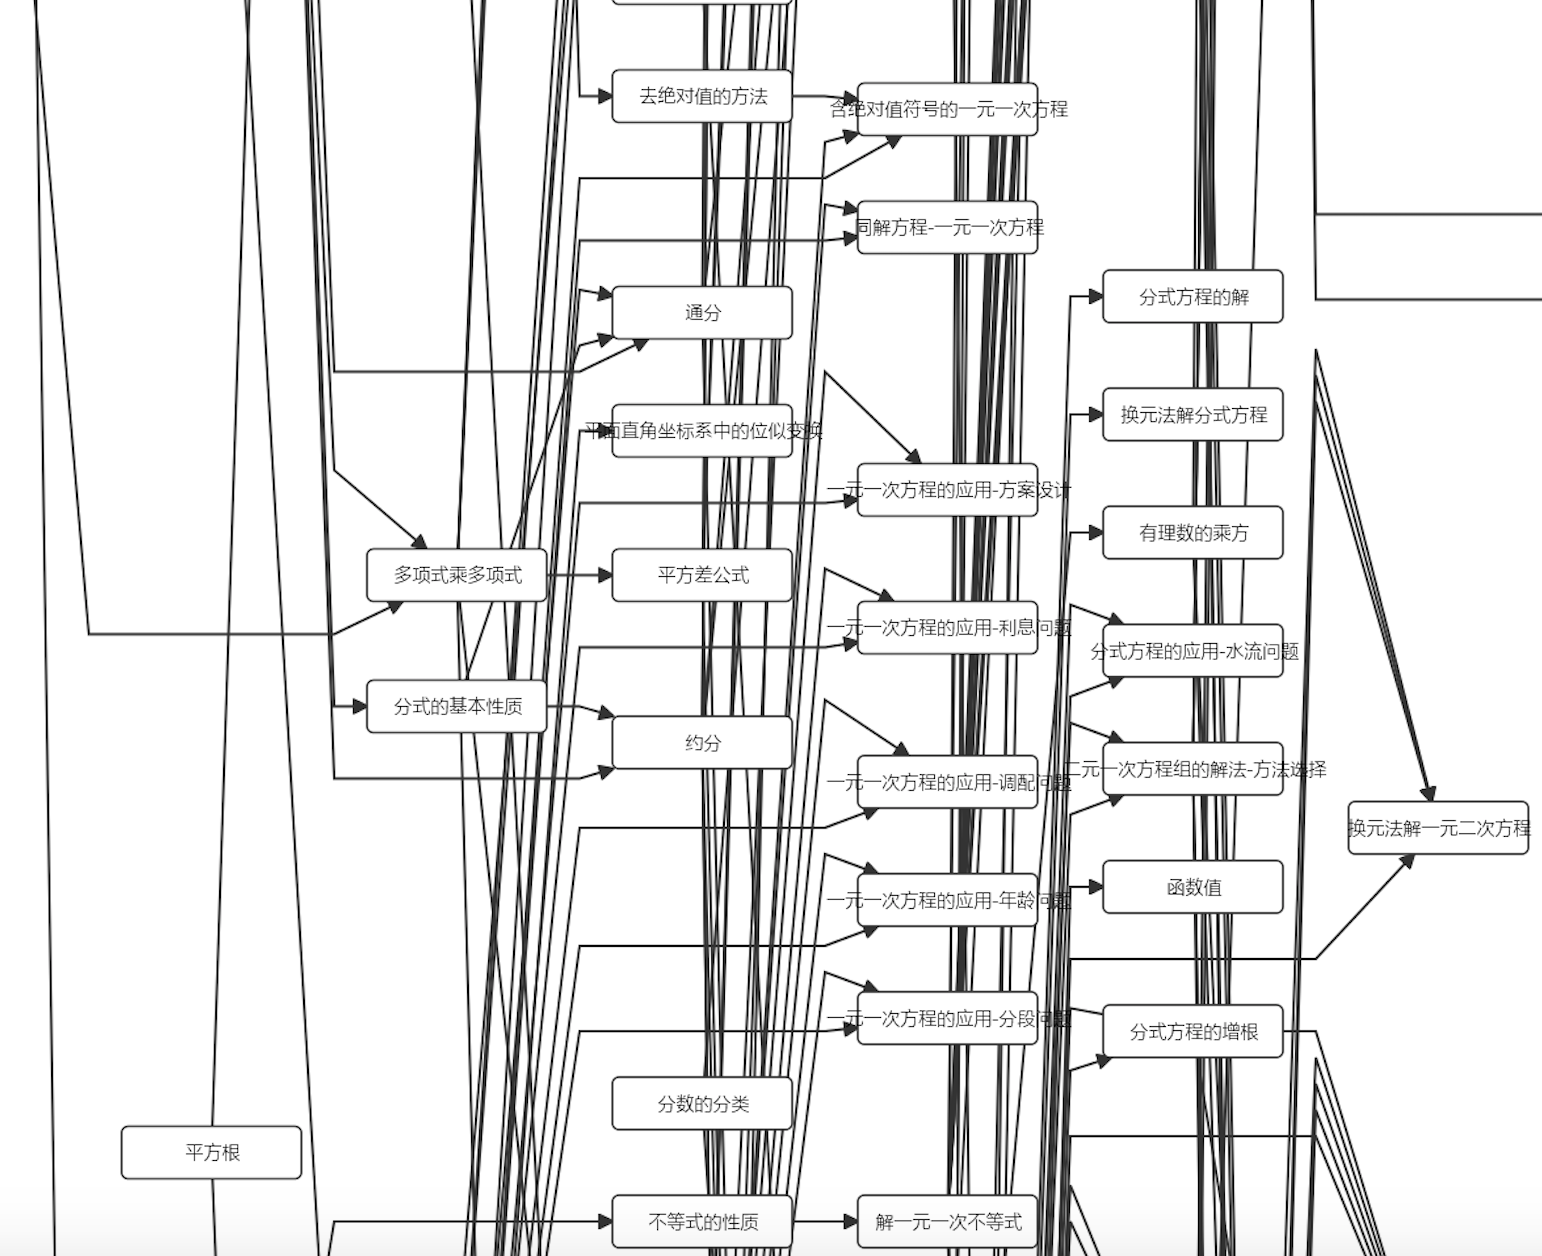 去绝对值的方法
含绝对值符号的一元一次方程
同解方程-一元一次方程
分式方程的解
通分
换元法解分式方程
平面直角坐标系中的位似变换
一元一次方程的应用-方案设计
有理数的乘方
多项式乘多项式
平方差公式
一元一次方程的应用-利息问题
分式方程的应用-水流问题
分式的基本性质
约分
二元一次方程组的解法-方法选择
一元一次方程的应用-调配问题
换元法解一元二次方程
函数值
一元一次方程的应用-年龄问题
一元一次方程的应用-分段问题
分式方程的增根
分数的分类
平方根
不等式的性质
解一元一次不等式